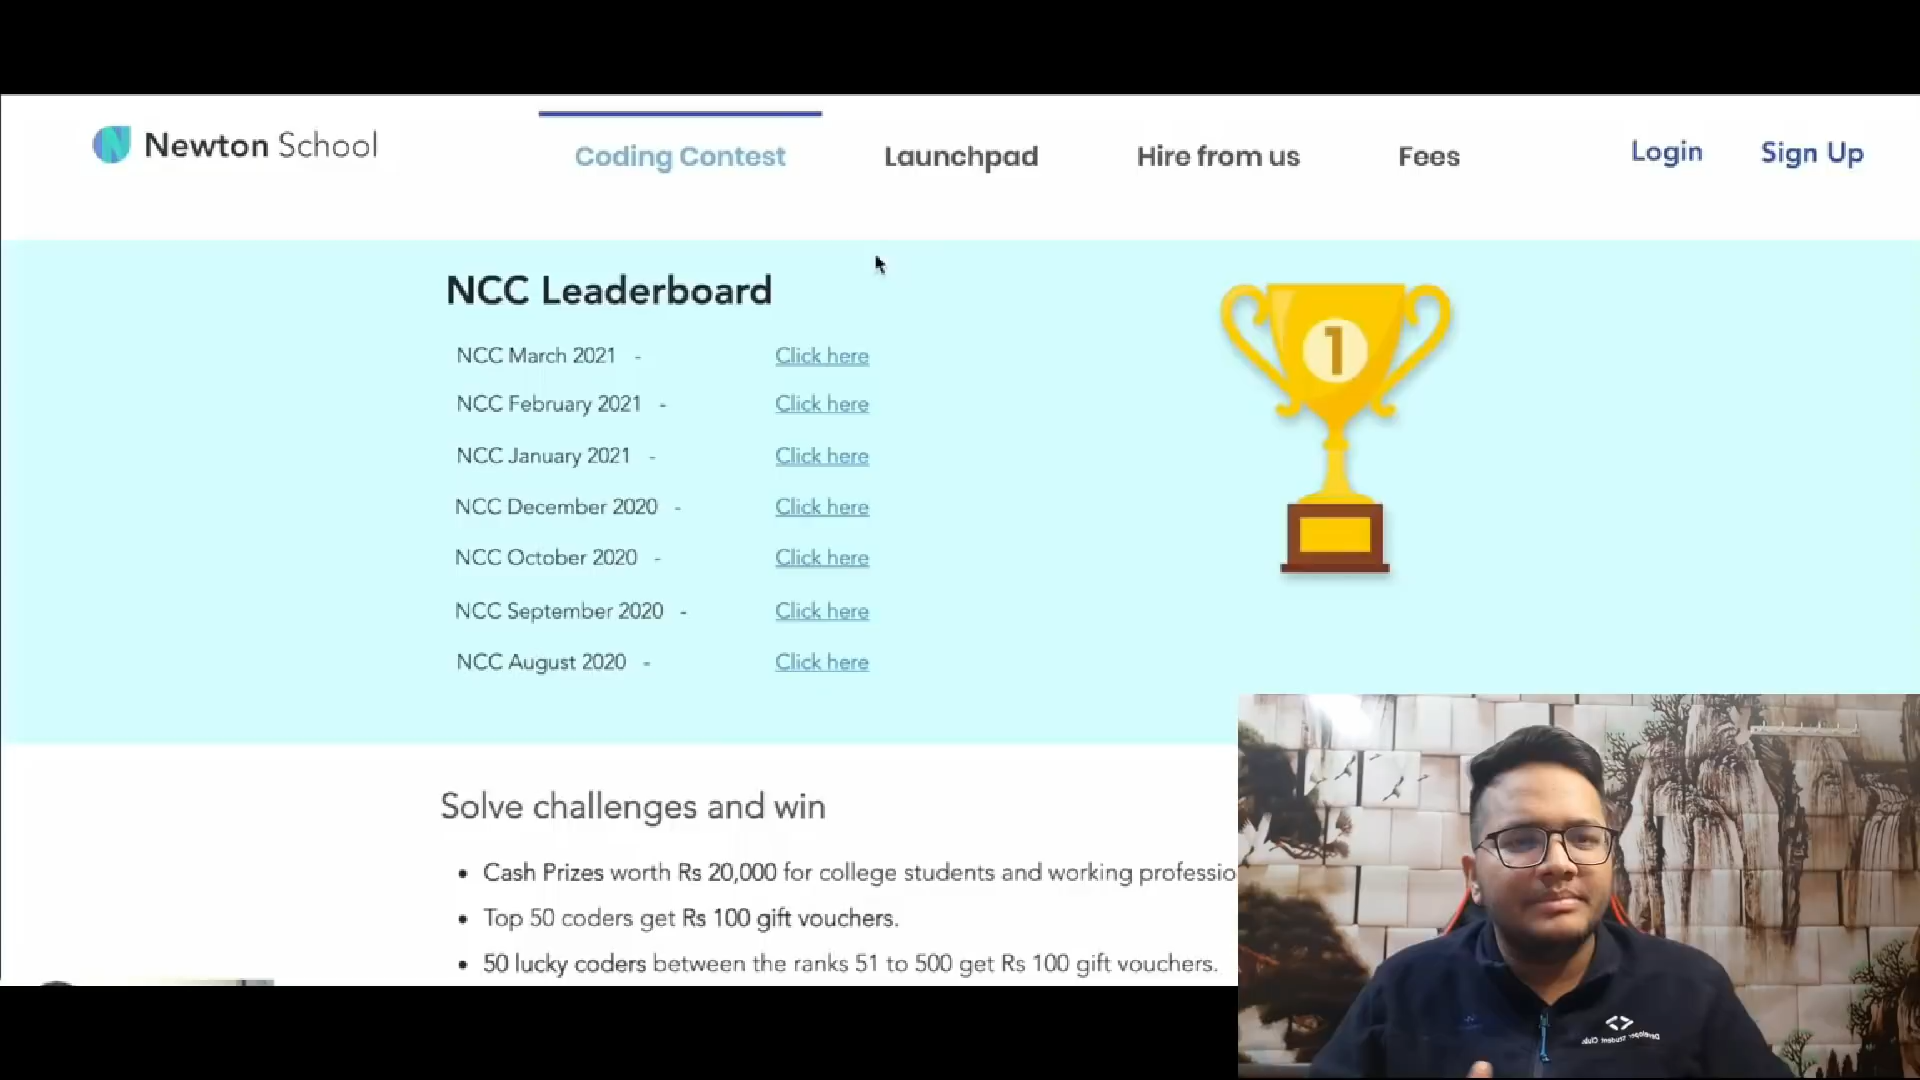 Newton School
Coding Contest
Launchpad
Hire from us
Fees
Login
Sign Up
NCC Leaderboard
NCC March 2021 - Click here
NCC February 2021 - Click here
NCC January 2021 - Click here
NCC December 2020 - Click here
NCC October 2020 - Click here
NCC September 2020 - Click here
NCC August 2020 - Click here
1
Solve challenges and win
• Cash Prizes worth Rs 20,000 for college students and working professio
• Top 50 coders get Rs 100 gift vouchers.
• 50 lucky coders between the ranks 51 to 500 get Rs 100 gift vouchers.
Developer Student Clubs